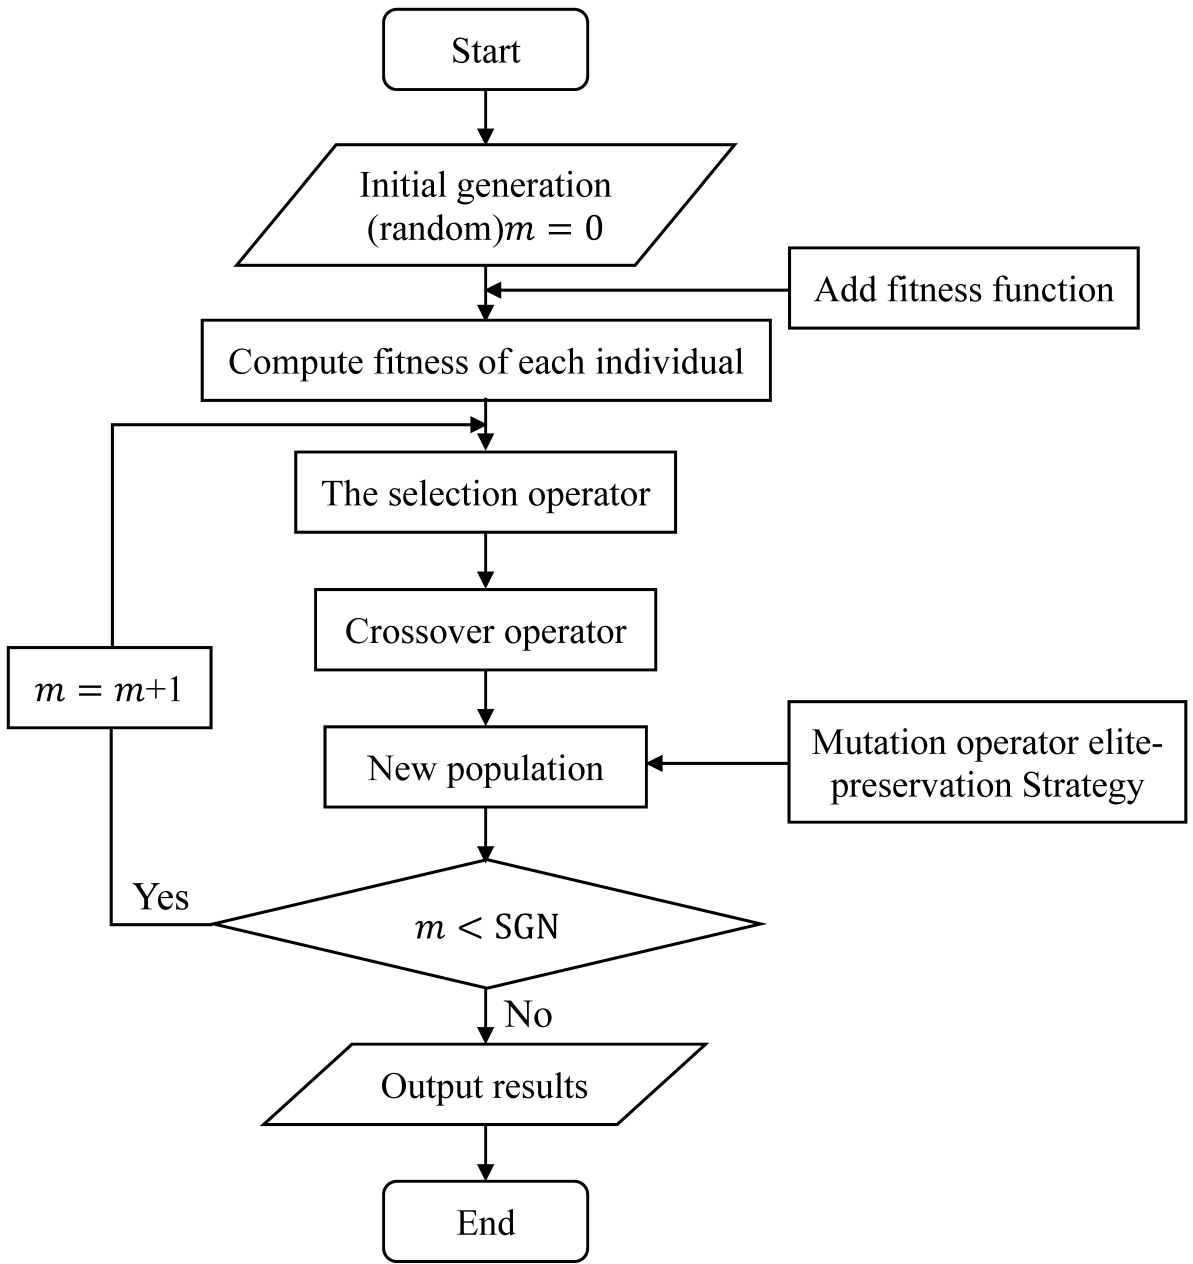 Start
Initial generation
(random)m = 0
Add fitness function
Compute fitness of each individual
The selection operator
Crossover operator
m = m+1
New population
Mutation operator elite-
preservation Strategy
Yes
m < SGN
No
Output results
End